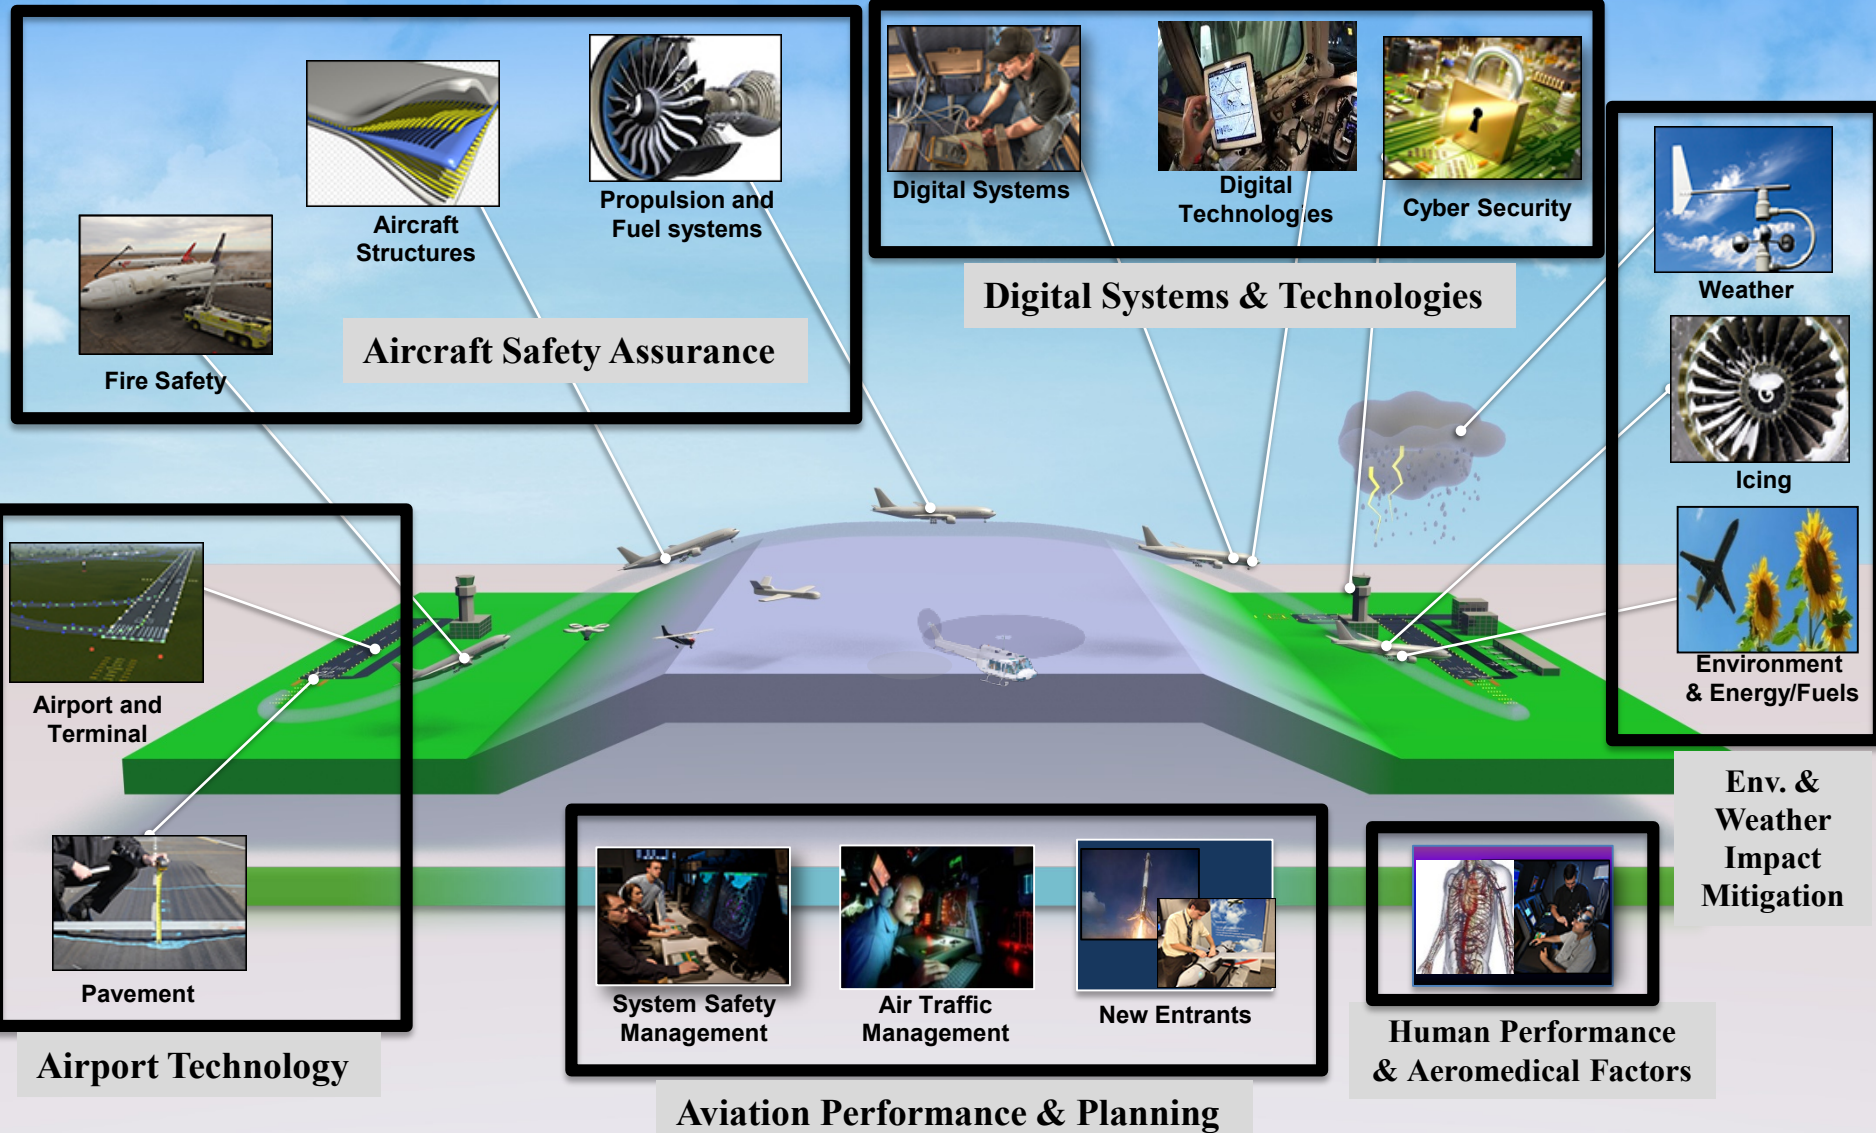 Fire Safety
Aircraft
Structures
Propulsion and
Fuel systems
Aircraft Safety Assurance
Digital Systems
Digital
Technologies
Cyber Security
Digital Systems & Technologies
Weather
Icing
Environment
& Energy/Fuels
Env. &
Weather
Impact
Mitigation
Airport and
Terminal
Pavement
Airport Technology
System Safety
Management
Air Traffic
Management
New Entrants
Aviation Performance & Planning
Human Performance
& Aeromedical Factors